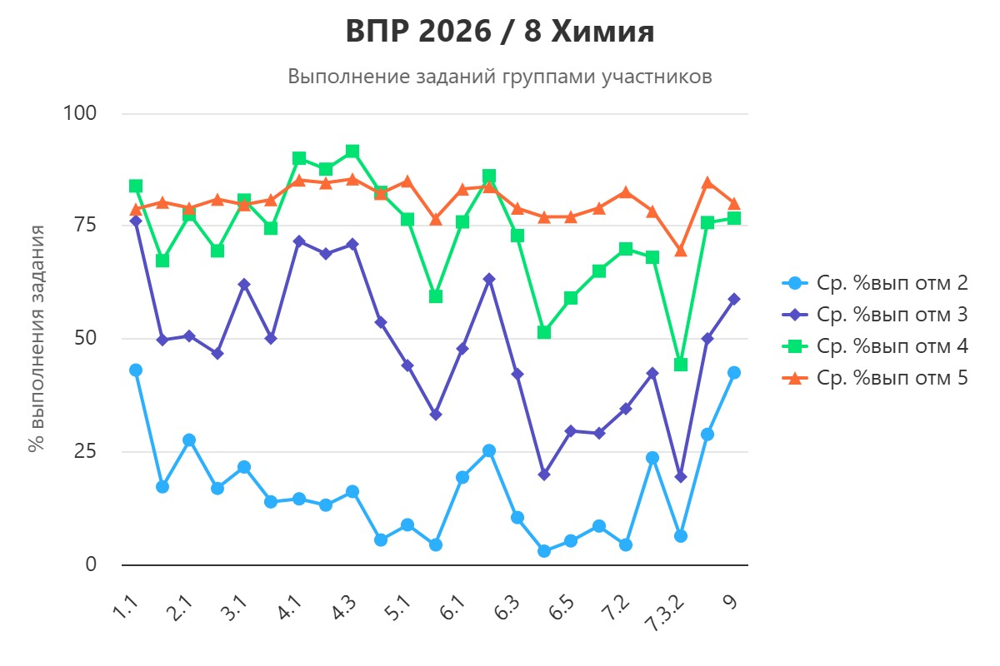 ВПР 2026 / 8 Химия
Выполнение заданий группами участников
% выполнения задания
100
75
50
25
0
1.1
2.1
3.1
4.1
4.3
5.1
6.1
6.3
6.5
7.2
7.3.2
9
Ср. %вып отм 2
Ср. %вып отм 3
Ср. %вып отм 4
Ср. %вып отм 5